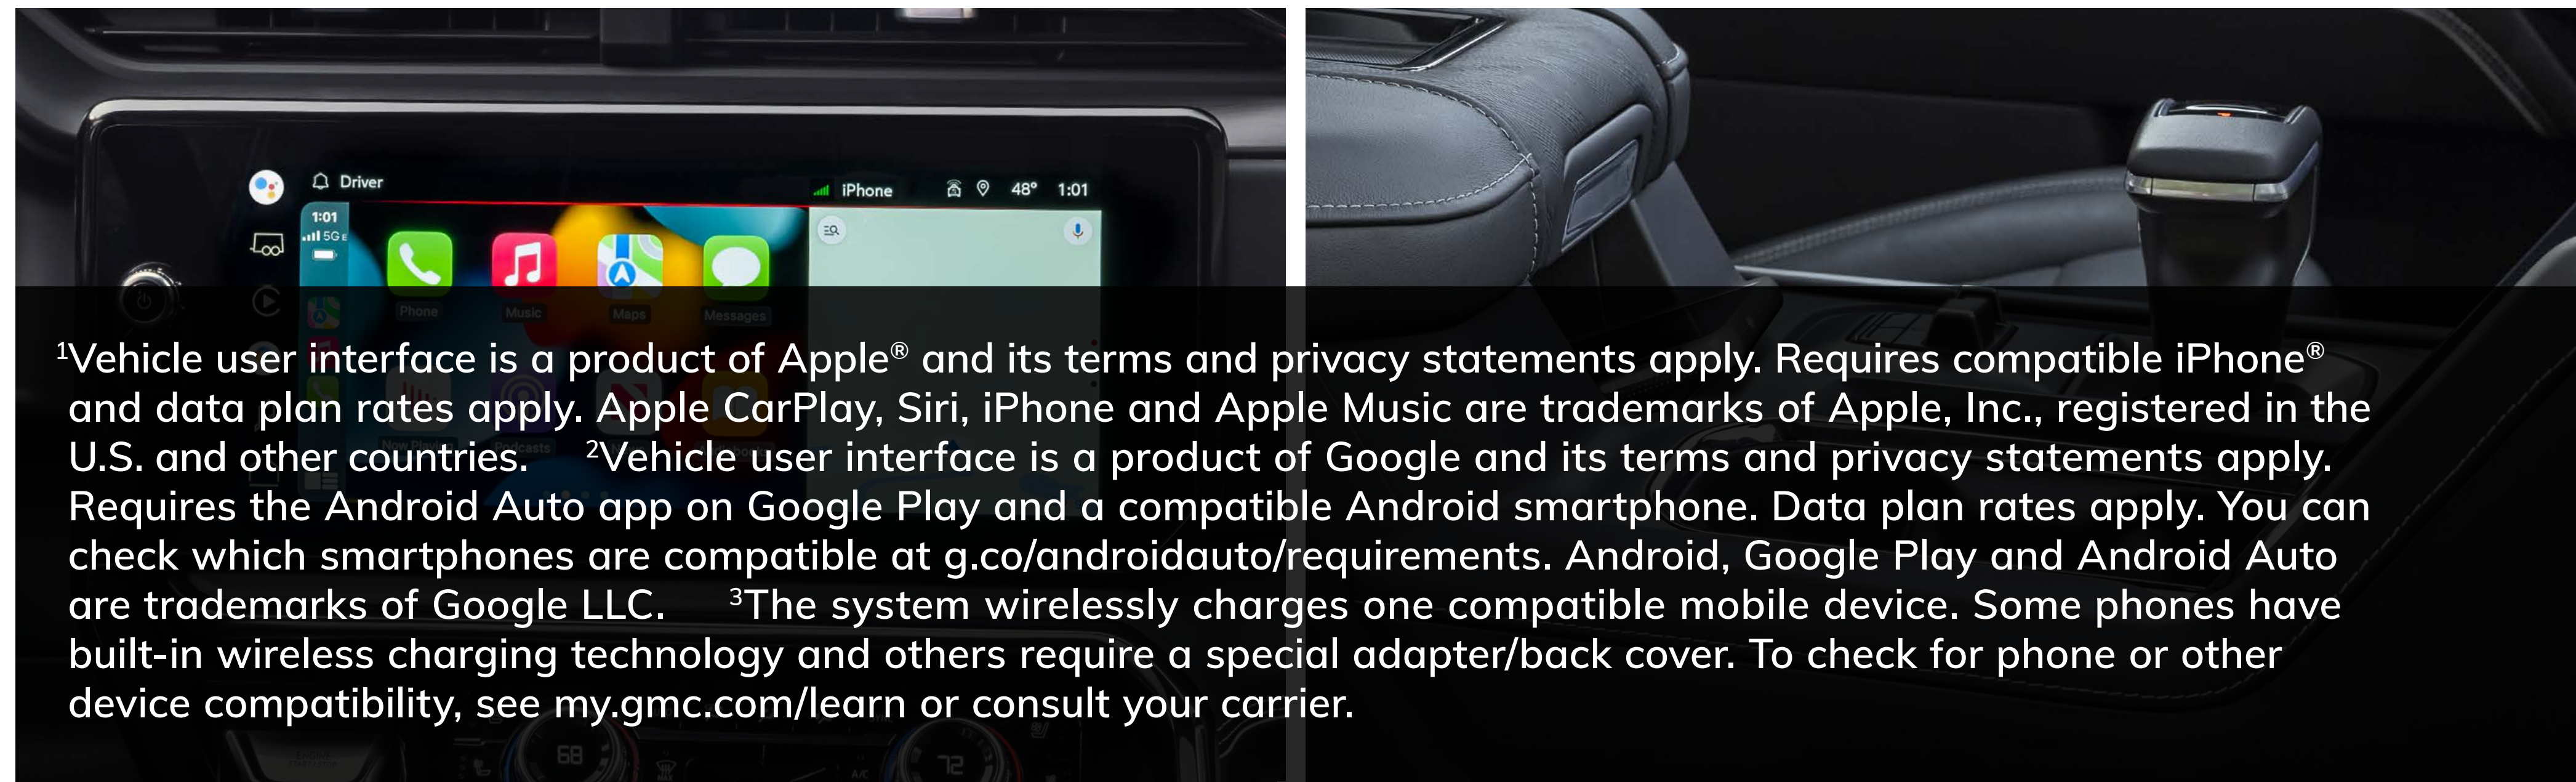 Driver
iPhone
48° 1:01
1:01
5G E
Phone Music Maps Messages
¹Vehicle user interface is a product of Apple® and its terms and privacy statements apply. Requires compatible iPhone®
and data plan rates apply. Apple CarPlay, Siri, iPhone and Apple Music are trademarks of Apple, Inc., registered in the
U.S. and other countries. ²Vehicle user interface is a product of Google and its terms and privacy statements apply.
Requires the Android Auto app on Google Play and a compatible Android smartphone. Data plan rates apply. You can
check which smartphones are compatible at g.co/androidauto/requirements. Android, Google Play and Android Auto
are trademarks of Google LLC. ³The system wirelessly charges one compatible mobile device. Some phones have
built-in wireless charging technology and others require a special adapter/back cover. To check for phone or other
device compatibility, see my.gmc.com/learn or consult your carrier.
Now Playing Podcasts
68
72
A/C